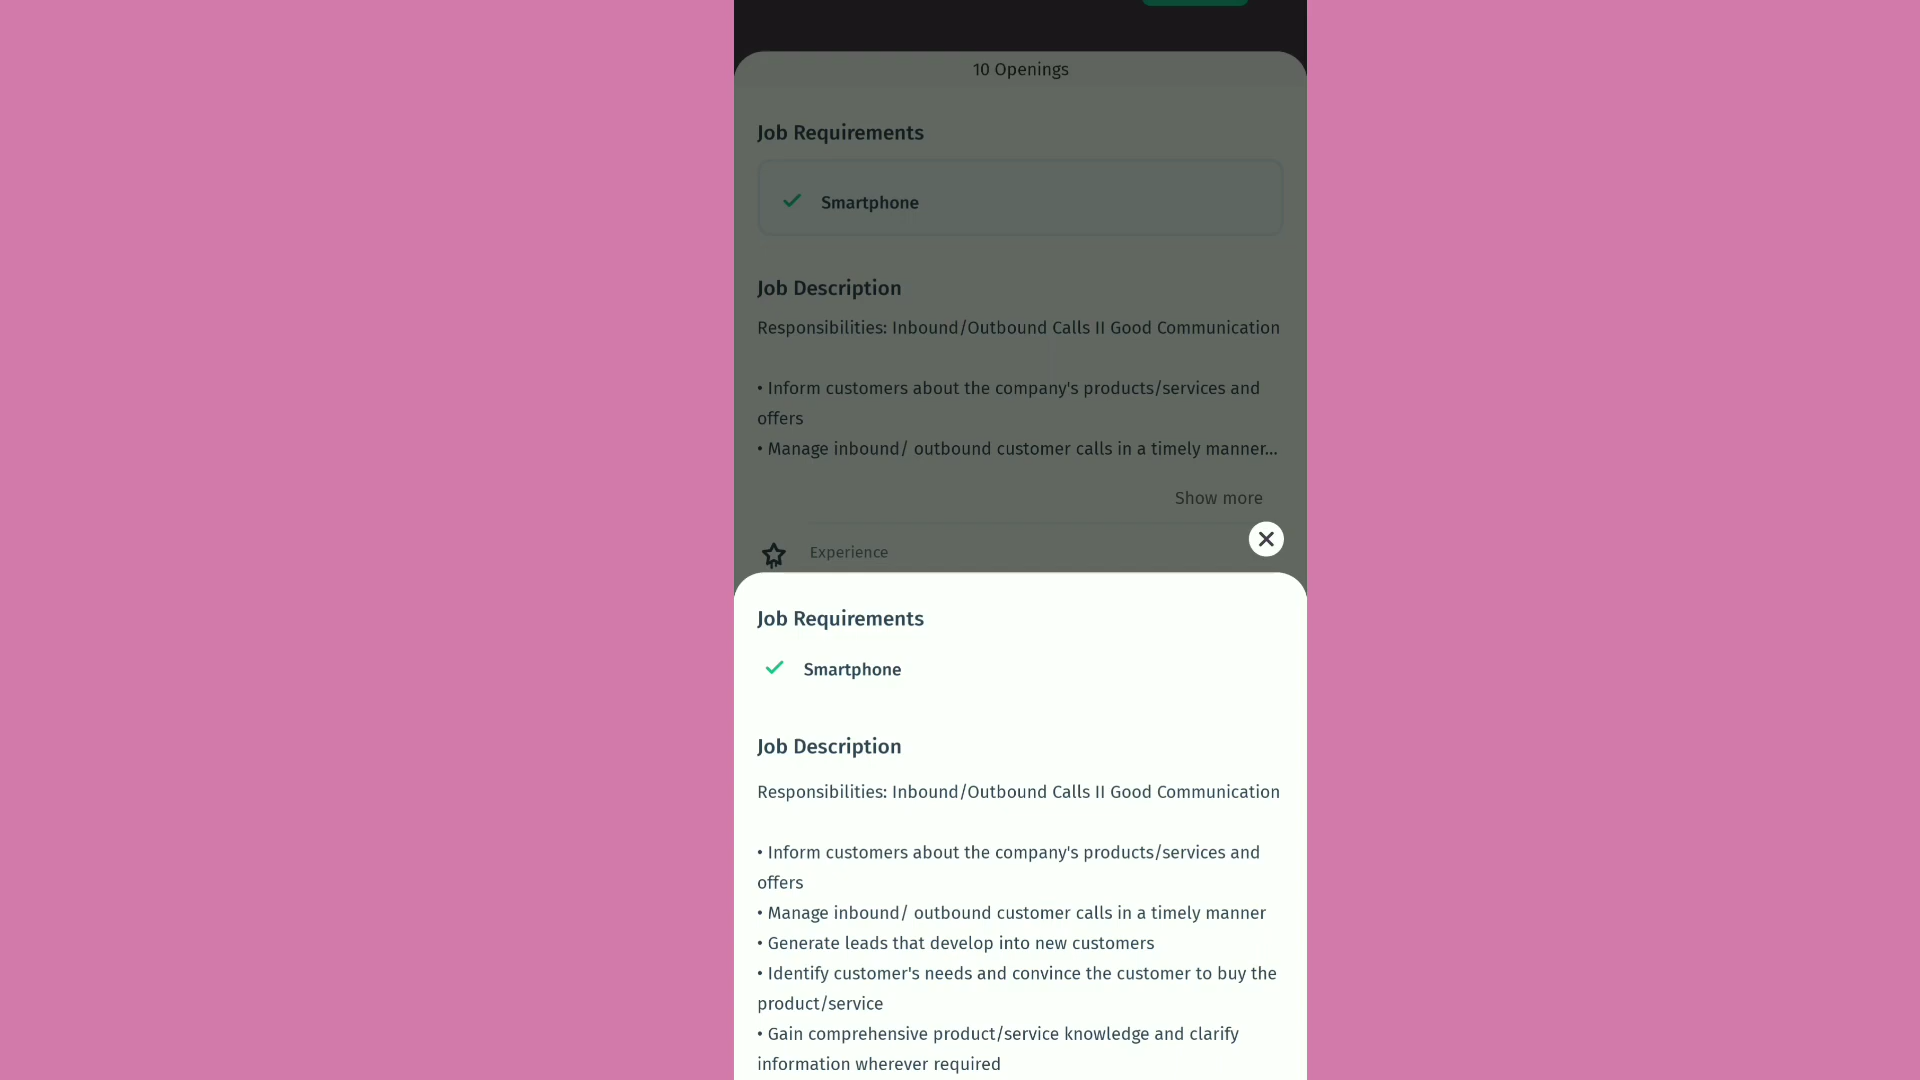 10 Openings
Job Requirements
Smartphone
Job Description
Responsibilities: Inbound/Outbound Calls II Good Communication
• Inform customers about the company's products/services and
offers
• Manage inbound/ outbound customer calls in a timely manner...
Show more
Experience
Job Requirements
Smartphone
Job Description
Responsibilities: Inbound/Outbound Calls II Good Communication
• Inform customers about the company's products/services and
offers
• Manage inbound/ outbound customer calls in a timely manner
• Generate leads that develop into new customers
• Identify customer's needs and convince the customer to buy the
product/service
• Gain comprehensive product/service knowledge and clarify
information wherever required